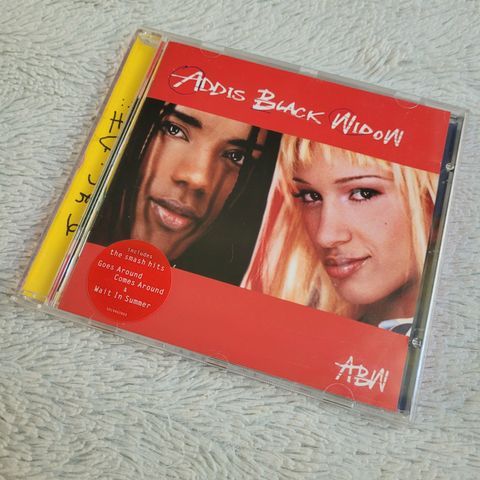 ADDIS BLACK WIDOW
includes
the smash hits
Goes Around
Comes Around
&
Wait In Summer
ABW